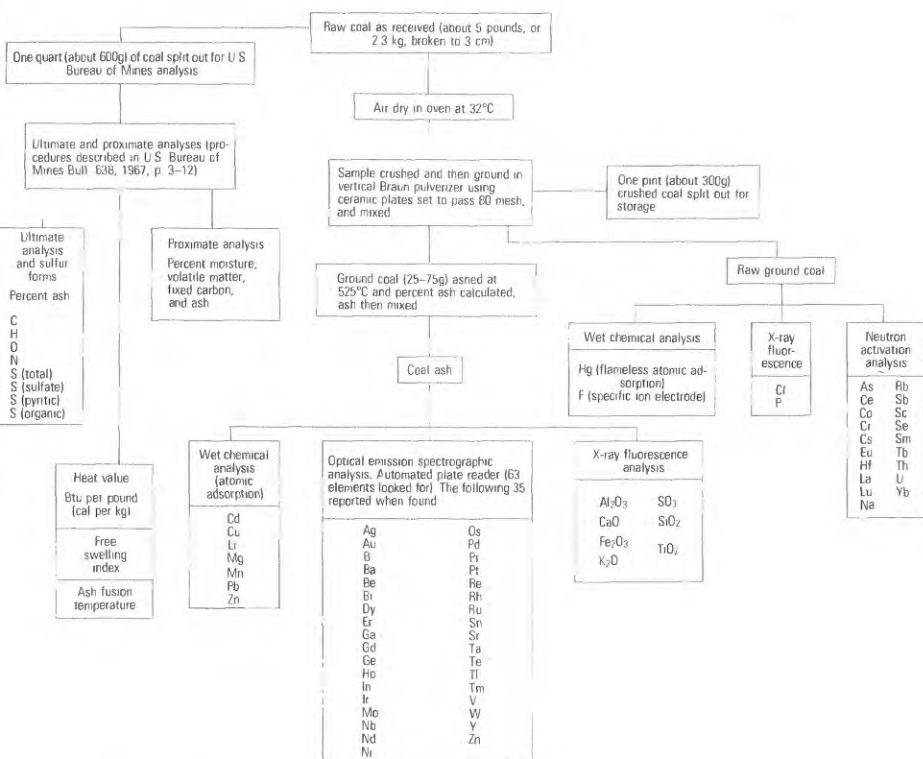 Raw coal as received (about 5 pounds, or
2 3 kg, broken to 3 cm)
One quart (about 600g) of coal split out for U S
Bureau of Mines analysis
Air dry in oven at 32°C
Ultimate and proximate analyses (pro-
cedures described in U S Bureau of
Mines Bull 638, 1967, p. 3–12)
Sample crushed and then ground in
vertical Braun pulverizer using
ceramic plates set to pass 80 mesh,
and mixed
One pint (about 300g)
crushed coal split out for
storage
Ultimate
analysis
and sulfur
forms
Percent ash
C
H
O
N
S (total)
S (sulfate)
S (pyritic)
S (organic)
Proximate analysis
Percent moisture,
volatile matter,
fixed carbon,
and ash
Ground coal (25–75g) asned at
525°C and percent ash calculated,
ash then mixed
Raw ground coal
Wet chemical analysis
Hg (flameless atomic ad-
sorption)
F (specific ion electrode)
X-ray
fluor-
escence
Cl
P
Neutron
activation
analysis
As Rb
Ce Sb
Co Sc
Cr Se
Cs Sm
Eu Tb
Hf Th
La U
Lu Yb
Na
Coal ash
Heat value
Btu per pound
(cal per kg)
Free
swelling
index
Ash fusion
temperature
Wet chemical
analysis
(atomic
adsorption)
Cd
Cu
Li
Mg
Mn
Pb
Zn
Optical emission spectrographic
analysis. Automated plate reader (63
elements looked for) The following 35
reported when found
Ag Os
Au Pd
B Pr
Ba Pt
Be Re
Bi Rh
Dy Ru
Er Sn
Ga Sr
Gd Ta
Ge Te
Ho Tl
In Tm
Ir V
Mo W
Nb Y
Nd Zn
Ni
X-ray fluorescence
analysis
Al₂O₃ SO₃
CaO SiO₂
Fe₂O₃ TiO₂
K₂O